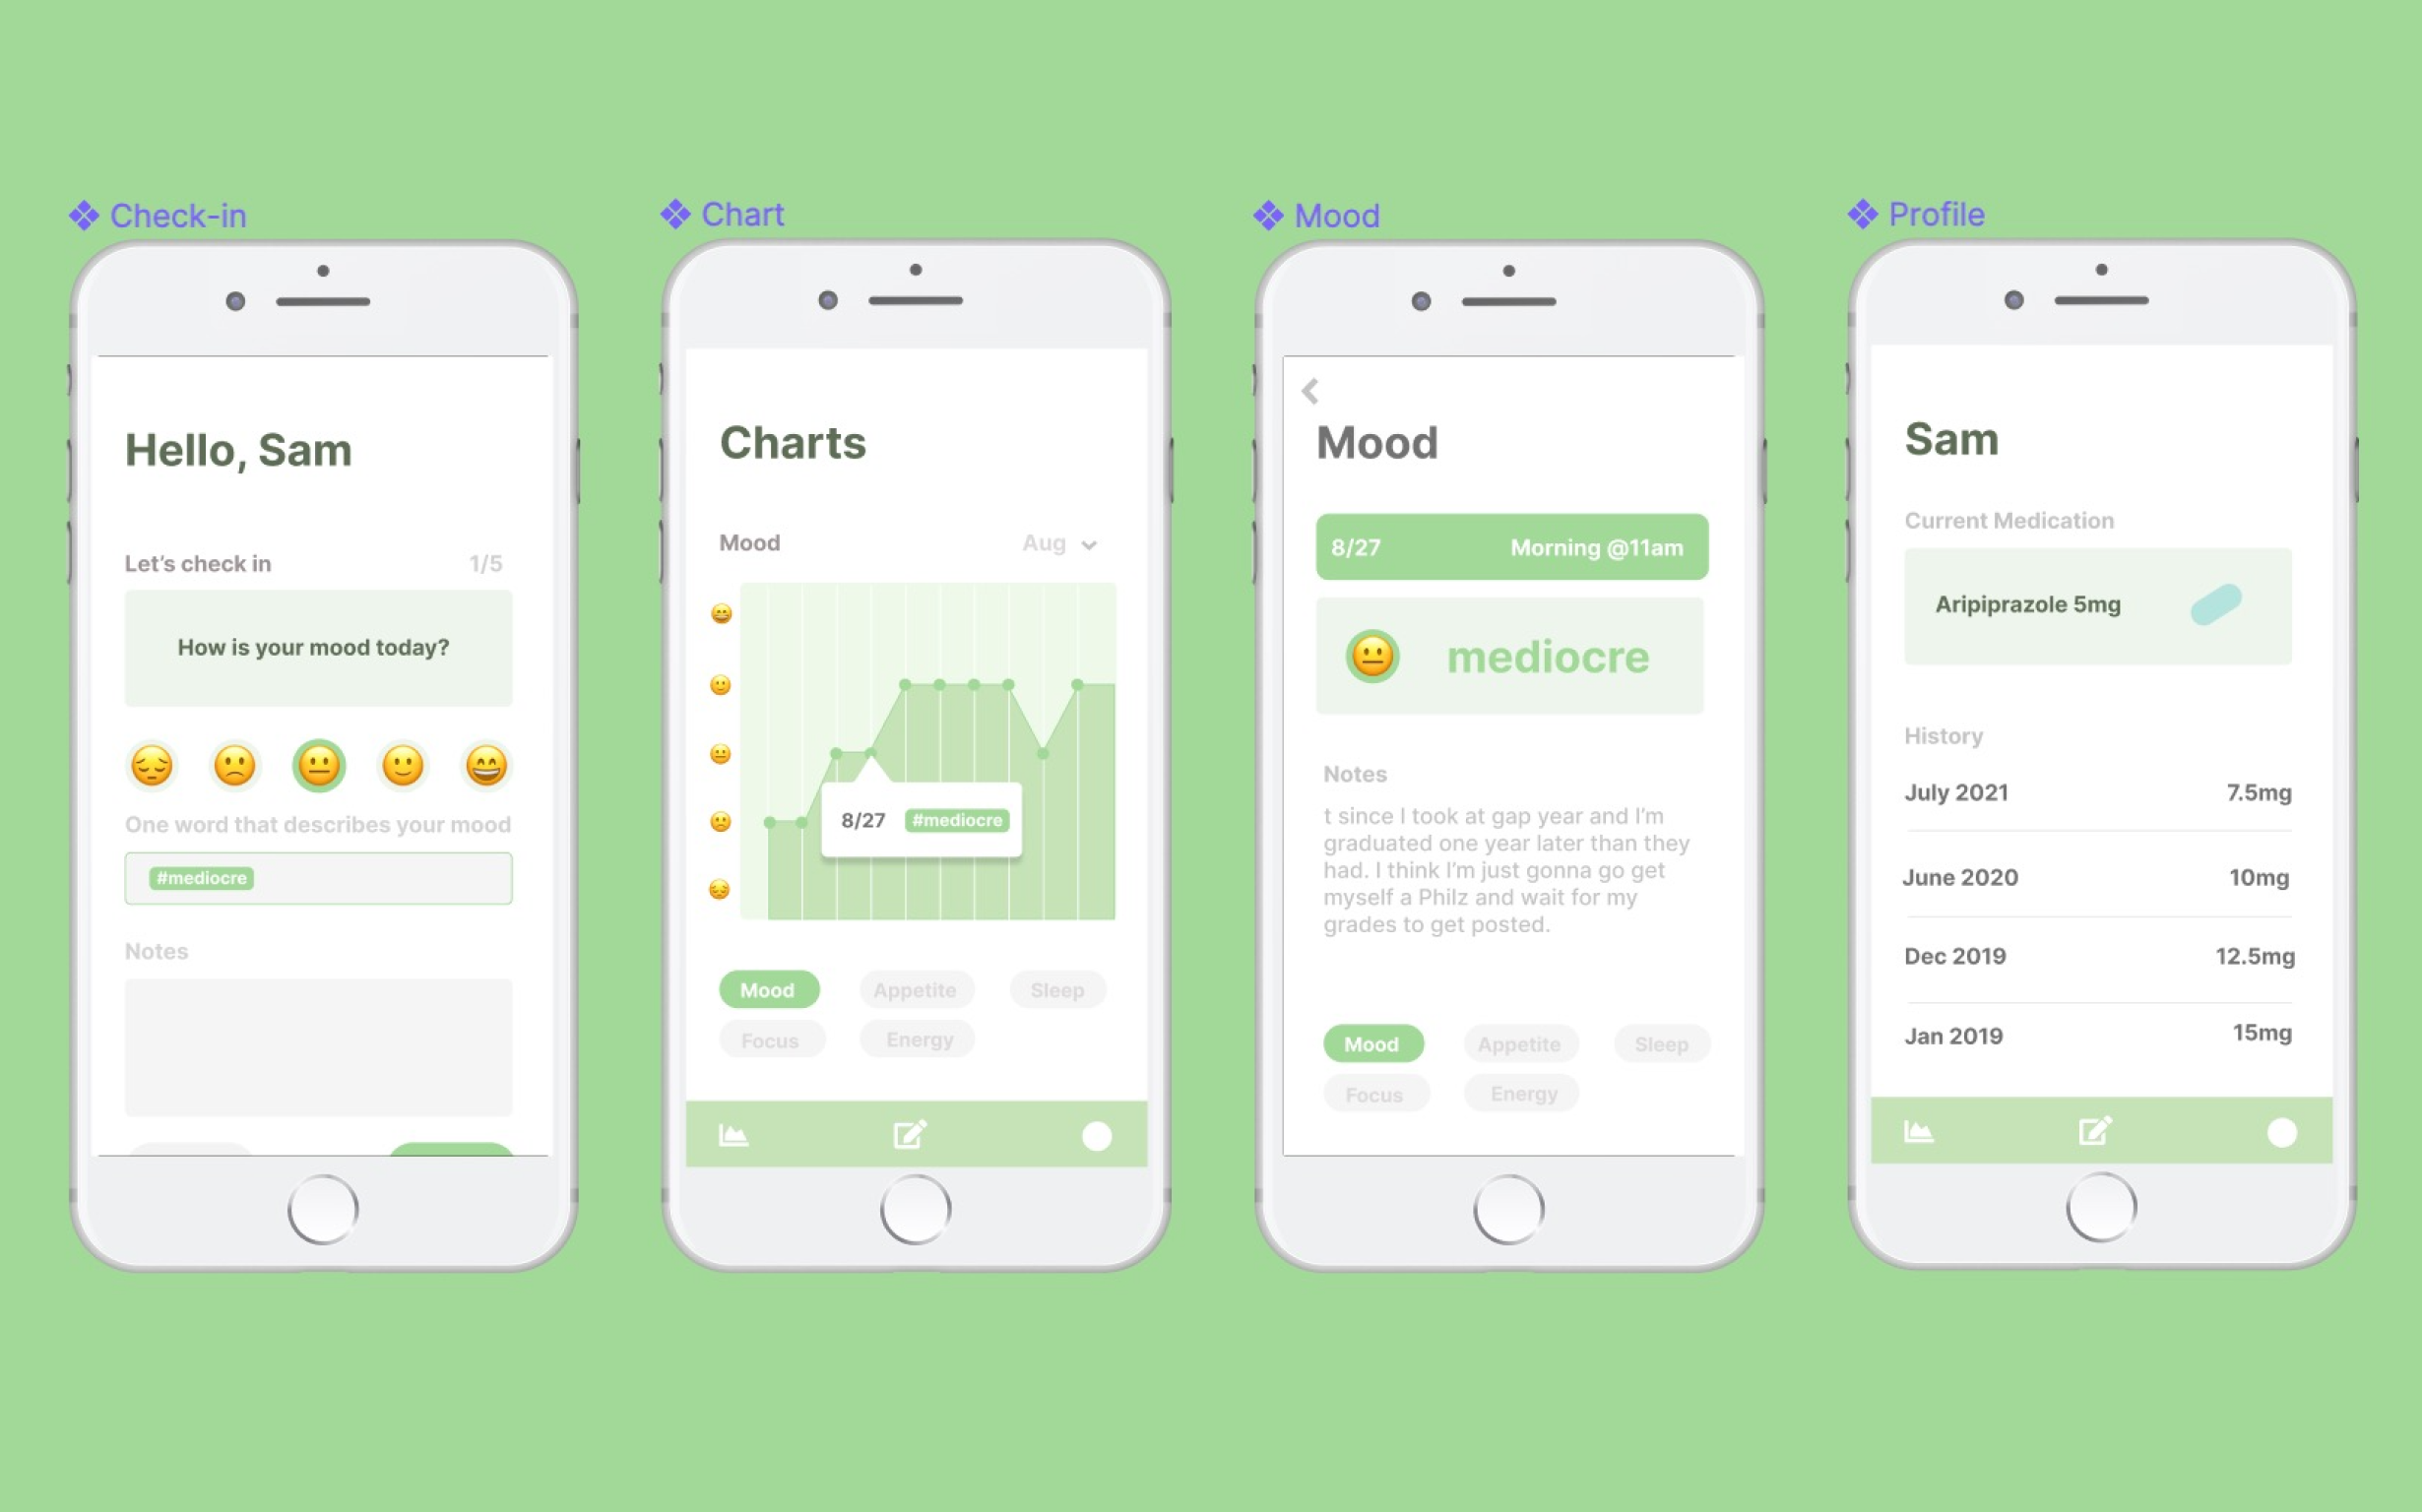 Check-in
Hello, Sam
Let's check in 1/5
How is your mood today?
One word that describes your mood
#mediocre
Notes
Chart
Charts
Mood Aug
8/27 #mediocre
Mood Appetite Sleep
Focus Energy
Mood
Mood
8/27 Morning @11am
mediocre
Notes
t since I took at gap year and I'm
graduated one year later than they
had. I think I'm just gonna go get
myself a Philz and wait for my
grades to get posted.
Mood Appetite Sleep
Focus Energy
Profile
Sam
Current Medication
Aripiprazole 5mg
History
July 2021 7.5mg
June 2020 10mg
Dec 2019 12.5mg
Jan 2019 15mg